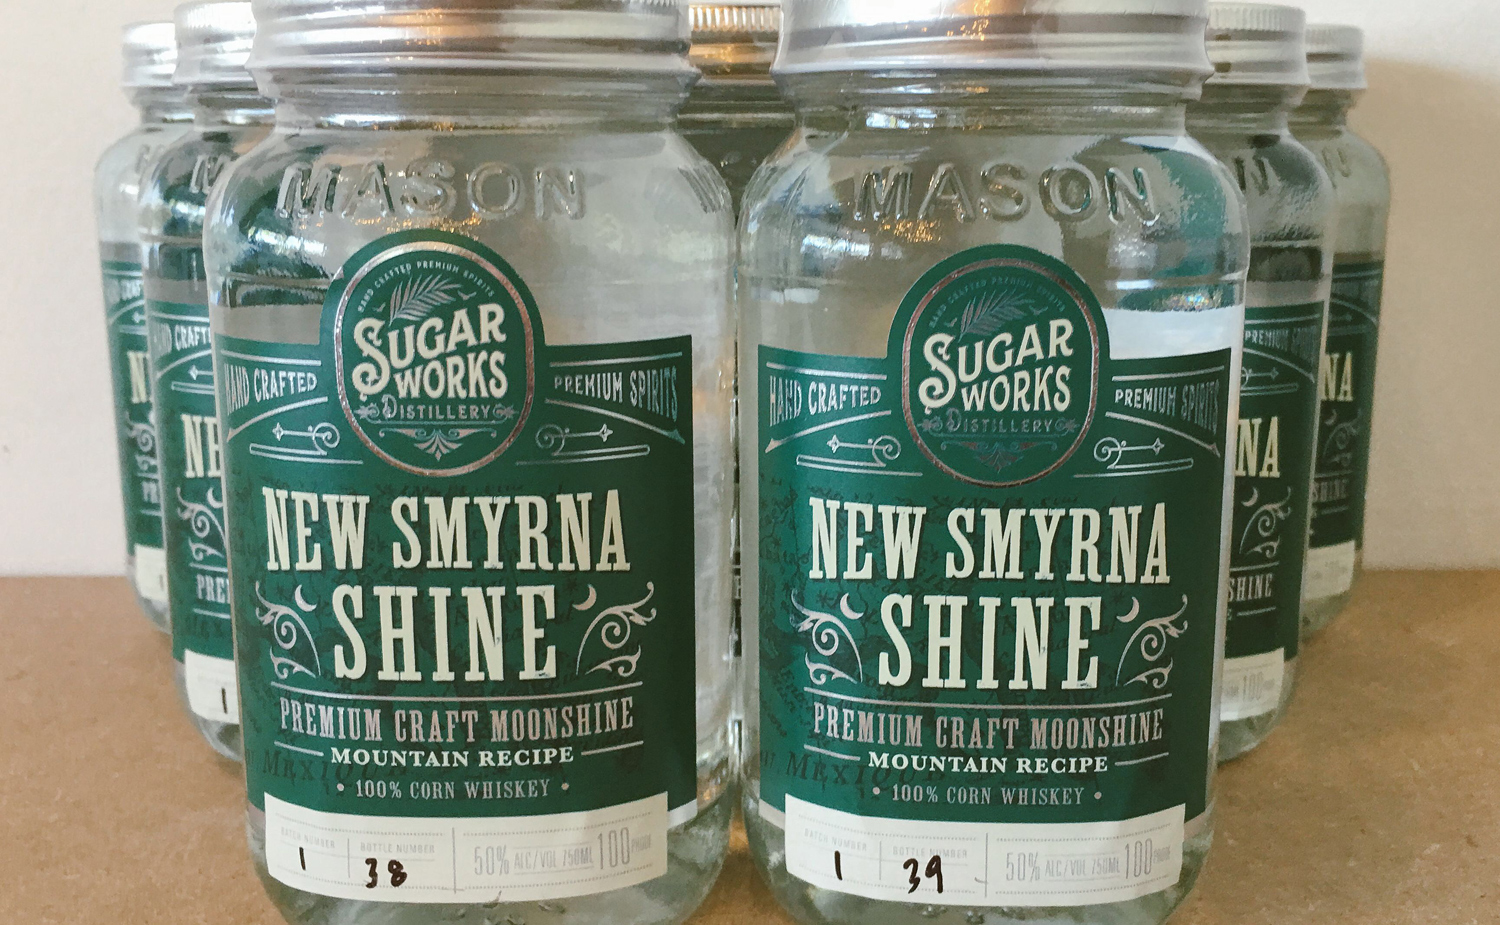 MASON
HAND CRAFTED PREMIUM SPIRITS
SUGAR
WORKS
DISTILLERY
HAND CRAFTED
PREMIUM SPIRITS
NEW SMYRNA
SHINE
PREMIUM CRAFT MOONSHINE
MOUNTAIN RECIPE
• 100% CORN WHISKEY •
BATCH NUMBER
1
BOTTLE NUMBER
38
50% ALC/VOL 750ML 100 PROOF
MASON
HAND CRAFTED PREMIUM SPIRITS
SUGAR
WORKS
DISTILLERY
HAND CRAFTED
PREMIUM SPIRITS
NEW SMYRNA
SHINE
PREMIUM CRAFT MOONSHINE
MOUNTAIN RECIPE
• 100% CORN WHISKEY •
BATCH NUMBER
1
BOTTLE NUMBER
39
50% ALC/VOL 750ML 100 PROOF